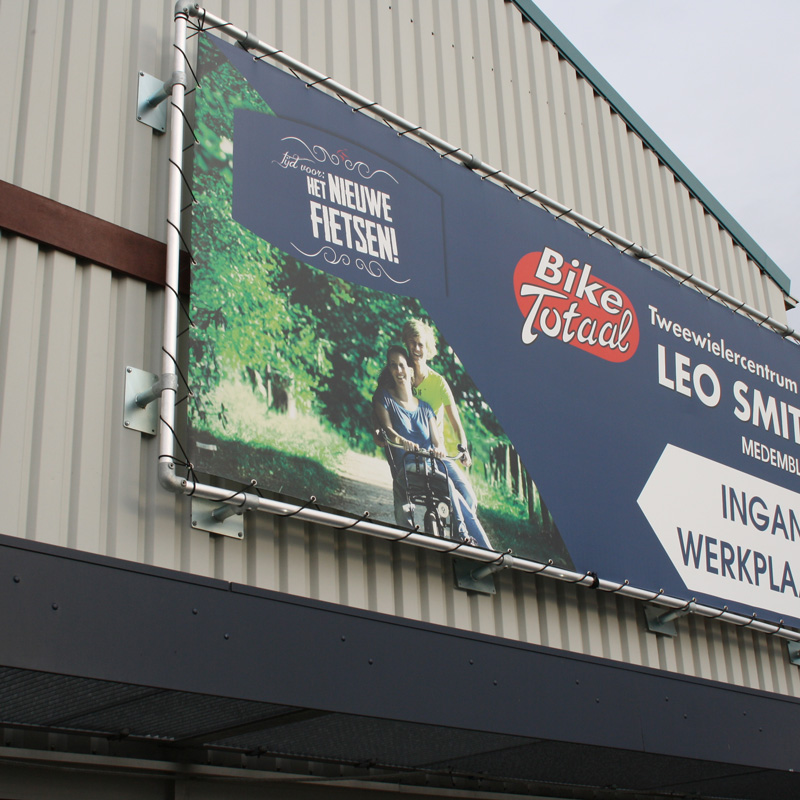 tijd voor:
HET NIEUWE
FIETSEN!
Bike
Totaal
Tweewielercentrum
LEO SMIT
MEDEMBL
INGAN
WERKPLA